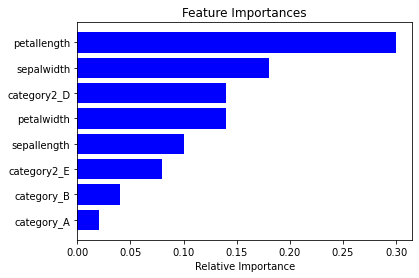 Feature Importances
petallength
sepalwidth
category2_D
petalwidth
sepallength
category2_E
category_B
category_A
0.00 0.05 0.10 0.15 0.20 0.25 0.30
Relative Importance